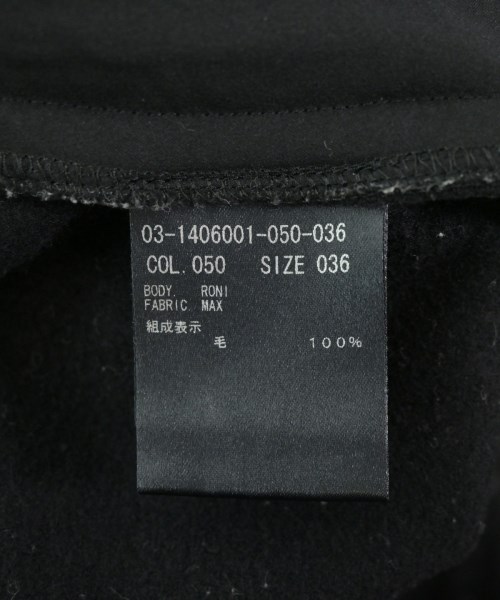 03-1406001-050-036
COL. 050 SIZE 036
BODY. RONI
FABRIC MAX
組成表示
毛 100%